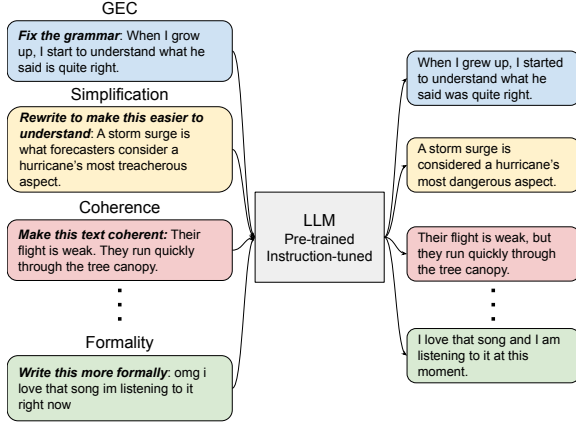 GEC
Fix the grammar: When I grow
up, I start to understand what he
said is quite right.
Simplification
Rewrite to make this easier to
understand: A storm surge is
what forecasters consider a
hurricane's most treacherous
aspect.
Coherence
Make this text coherent: Their
flight is weak. They run quickly
through the tree canopy.
Formality
Write this more formally: omg i
love that song im listening to it
right now
LLM
Pre-trained
Instruction-tuned
When I grew up, I started
to understand what he
said was quite right.
A storm surge is
considered a hurricane's
most dangerous aspect.
Their flight is weak, but
they run quickly through
the tree canopy.
I love that song and I am
listening to it at this
moment.